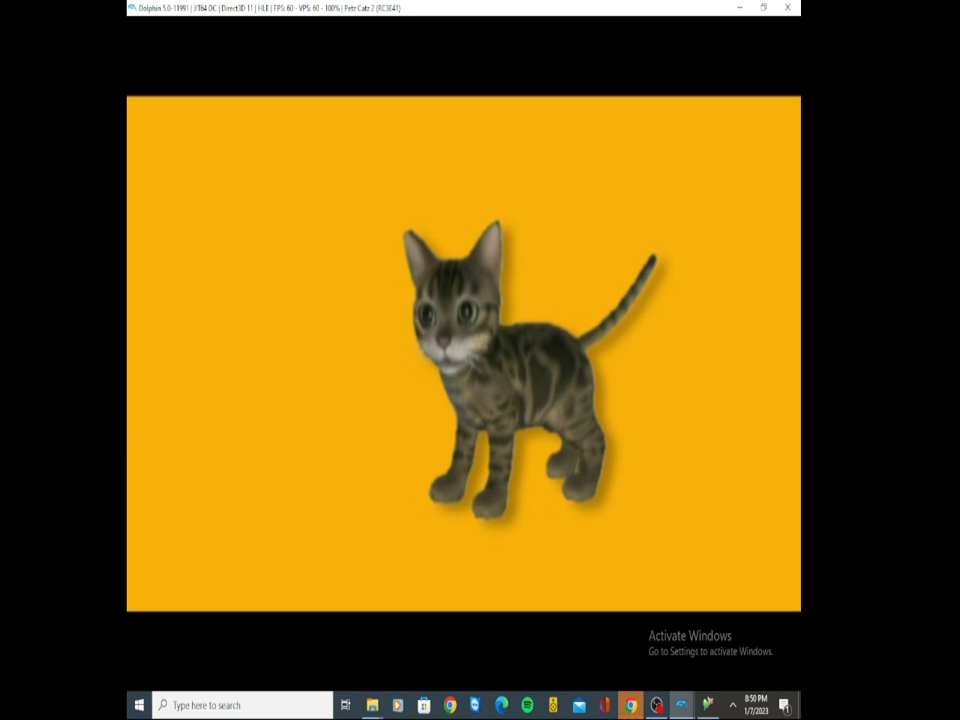 Dolphin 5.0-11991 | JIT64 DC | Direct3D 11 | HLE | FPS: 60 - VPS: 60 - 100% | Petz Catz 2 (RC3E41)
Activate Windows
Go to Settings to activate Windows.
Type here to search
8:50 PM
1/7/2023
1